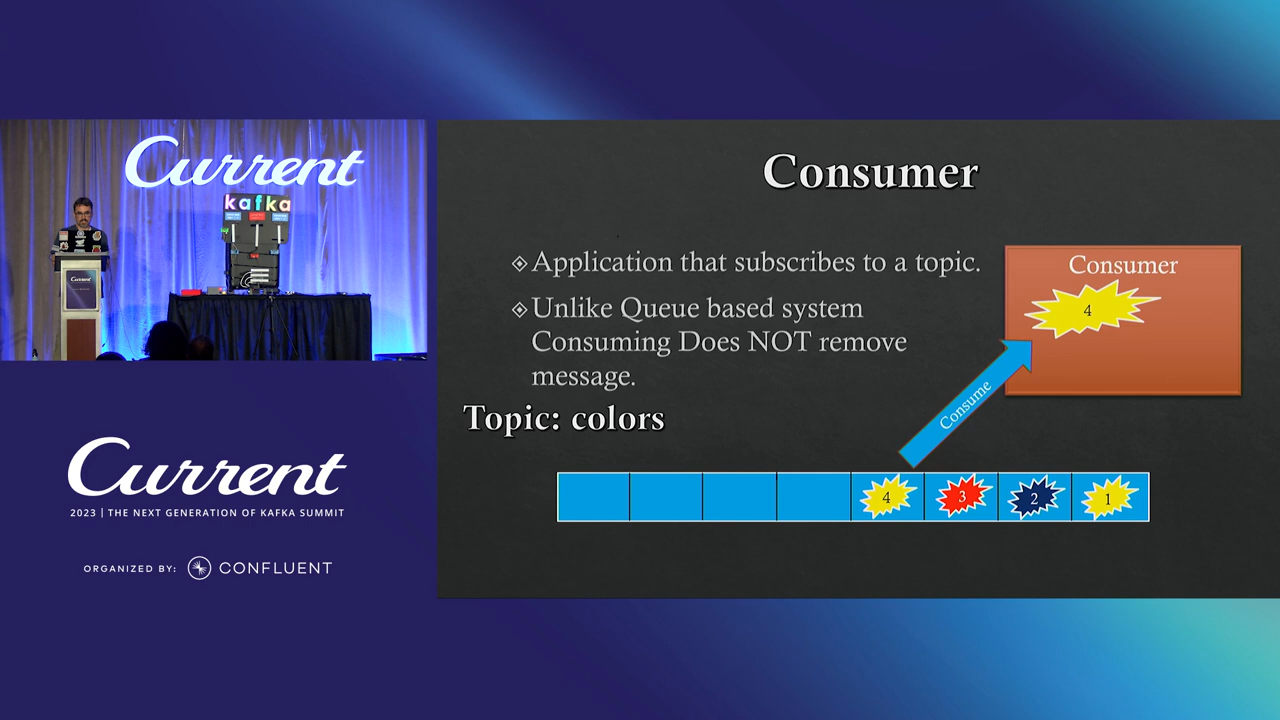 Current
kafka
Current
Current
2023 | THE NEXT GENERATION OF KAFKA SUMMIT
ORGANIZED BY: CONFLUENT
Consumer
Application that subscribes to a topic.
Unlike Queue based system
Consuming Does NOT remove
message.
Consumer
4
Consume
Topic: colors
4 3 2 1